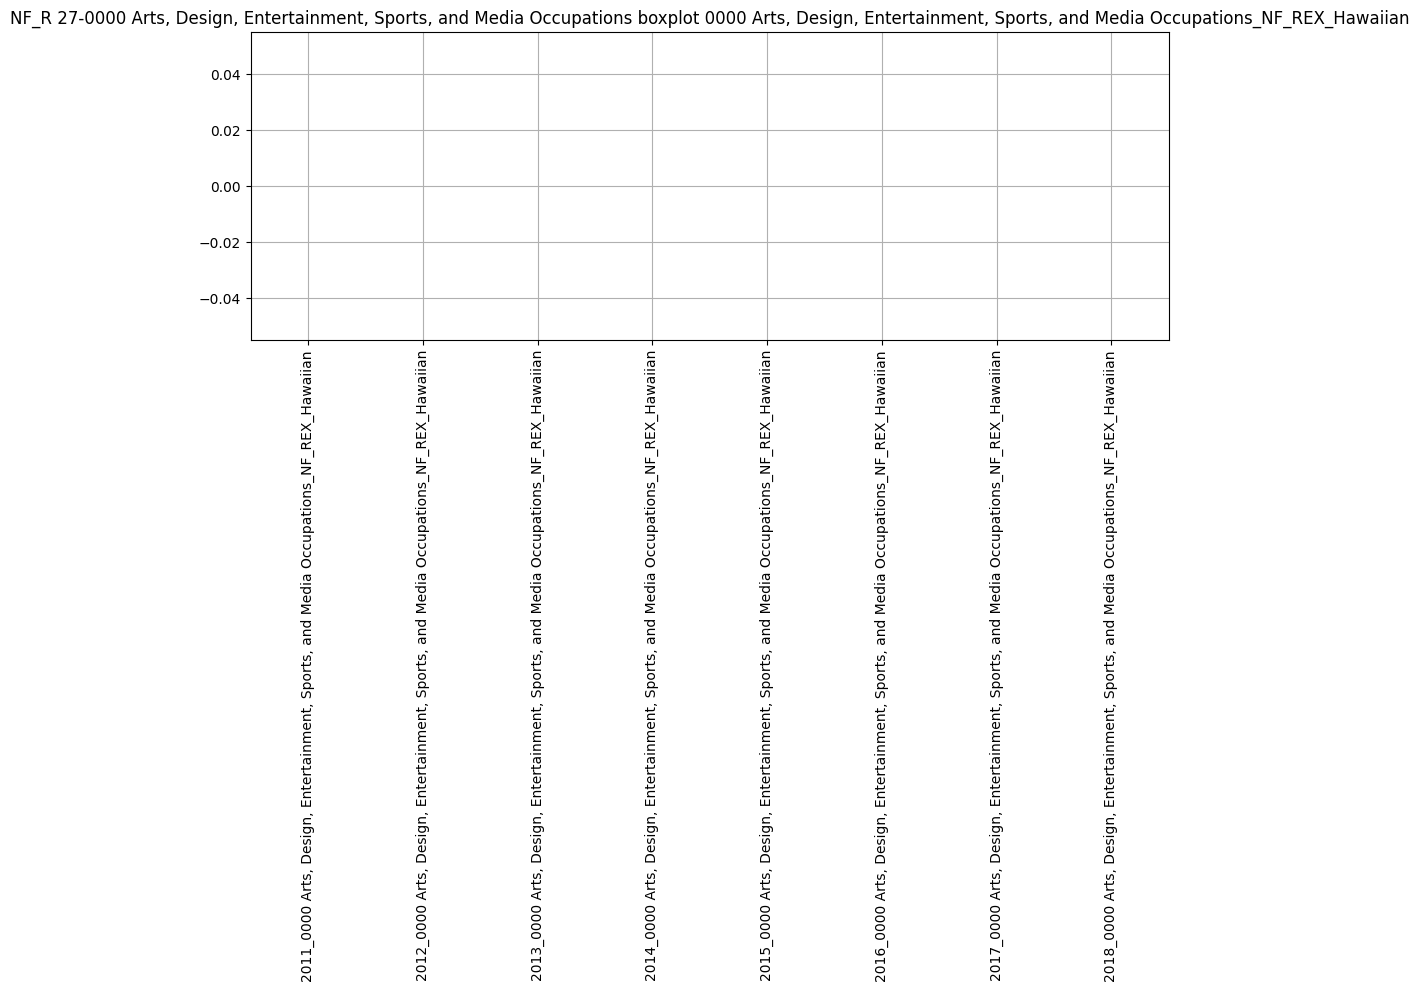 NF_R 27-0000 Arts, Design, Entertainment, Sports, and Media Occupations boxplot 0000 Arts, Design, Entertainment, Sports, and Media Occupations_NF_REX_Hawaiian
0.04
0.02
0.00
−0.02
−0.04
2011_0000 Arts, Design, Entertainment, Sports, and Media Occupations_NF_REX_Hawaiian
2012_0000 Arts, Design, Entertainment, Sports, and Media Occupations_NF_REX_Hawaiian
2013_0000 Arts, Design, Entertainment, Sports, and Media Occupations_NF_REX_Hawaiian
2014_0000 Arts, Design, Entertainment, Sports, and Media Occupations_NF_REX_Hawaiian
2015_0000 Arts, Design, Entertainment, Sports, and Media Occupations_NF_REX_Hawaiian
2016_0000 Arts, Design, Entertainment, Sports, and Media Occupations_NF_REX_Hawaiian
2017_0000 Arts, Design, Entertainment, Sports, and Media Occupations_NF_REX_Hawaiian
2018_0000 Arts, Design, Entertainment, Sports, and Media Occupations_NF_REX_Hawaiian